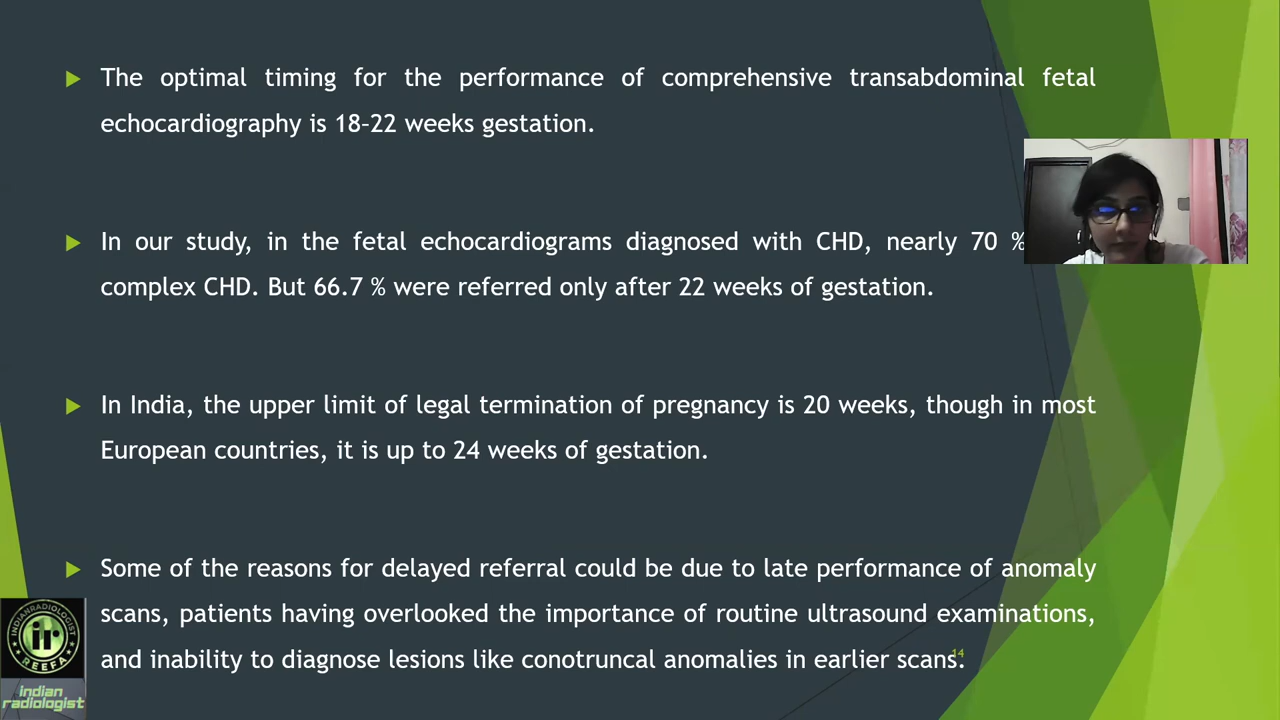 The optimal timing for the performance of comprehensive transabdominal fetal
echocardiography is 18–22 weeks gestation.
In our study, in the fetal echocardiograms diagnosed with CHD, nearly 70 %
complex CHD. But 66.7 % were referred only after 22 weeks of gestation.
In India, the upper limit of legal termination of pregnancy is 20 weeks, though in most
European countries, it is up to 24 weeks of gestation.
Some of the reasons for delayed referral could be due to late performance of anomaly
scans, patients having overlooked the importance of routine ultrasound examinations,
and inability to diagnose lesions like conotruncal anomalies in earlier scans.14
INDIANRADIOLOGIST
ir
REEFA
indian
radiologist